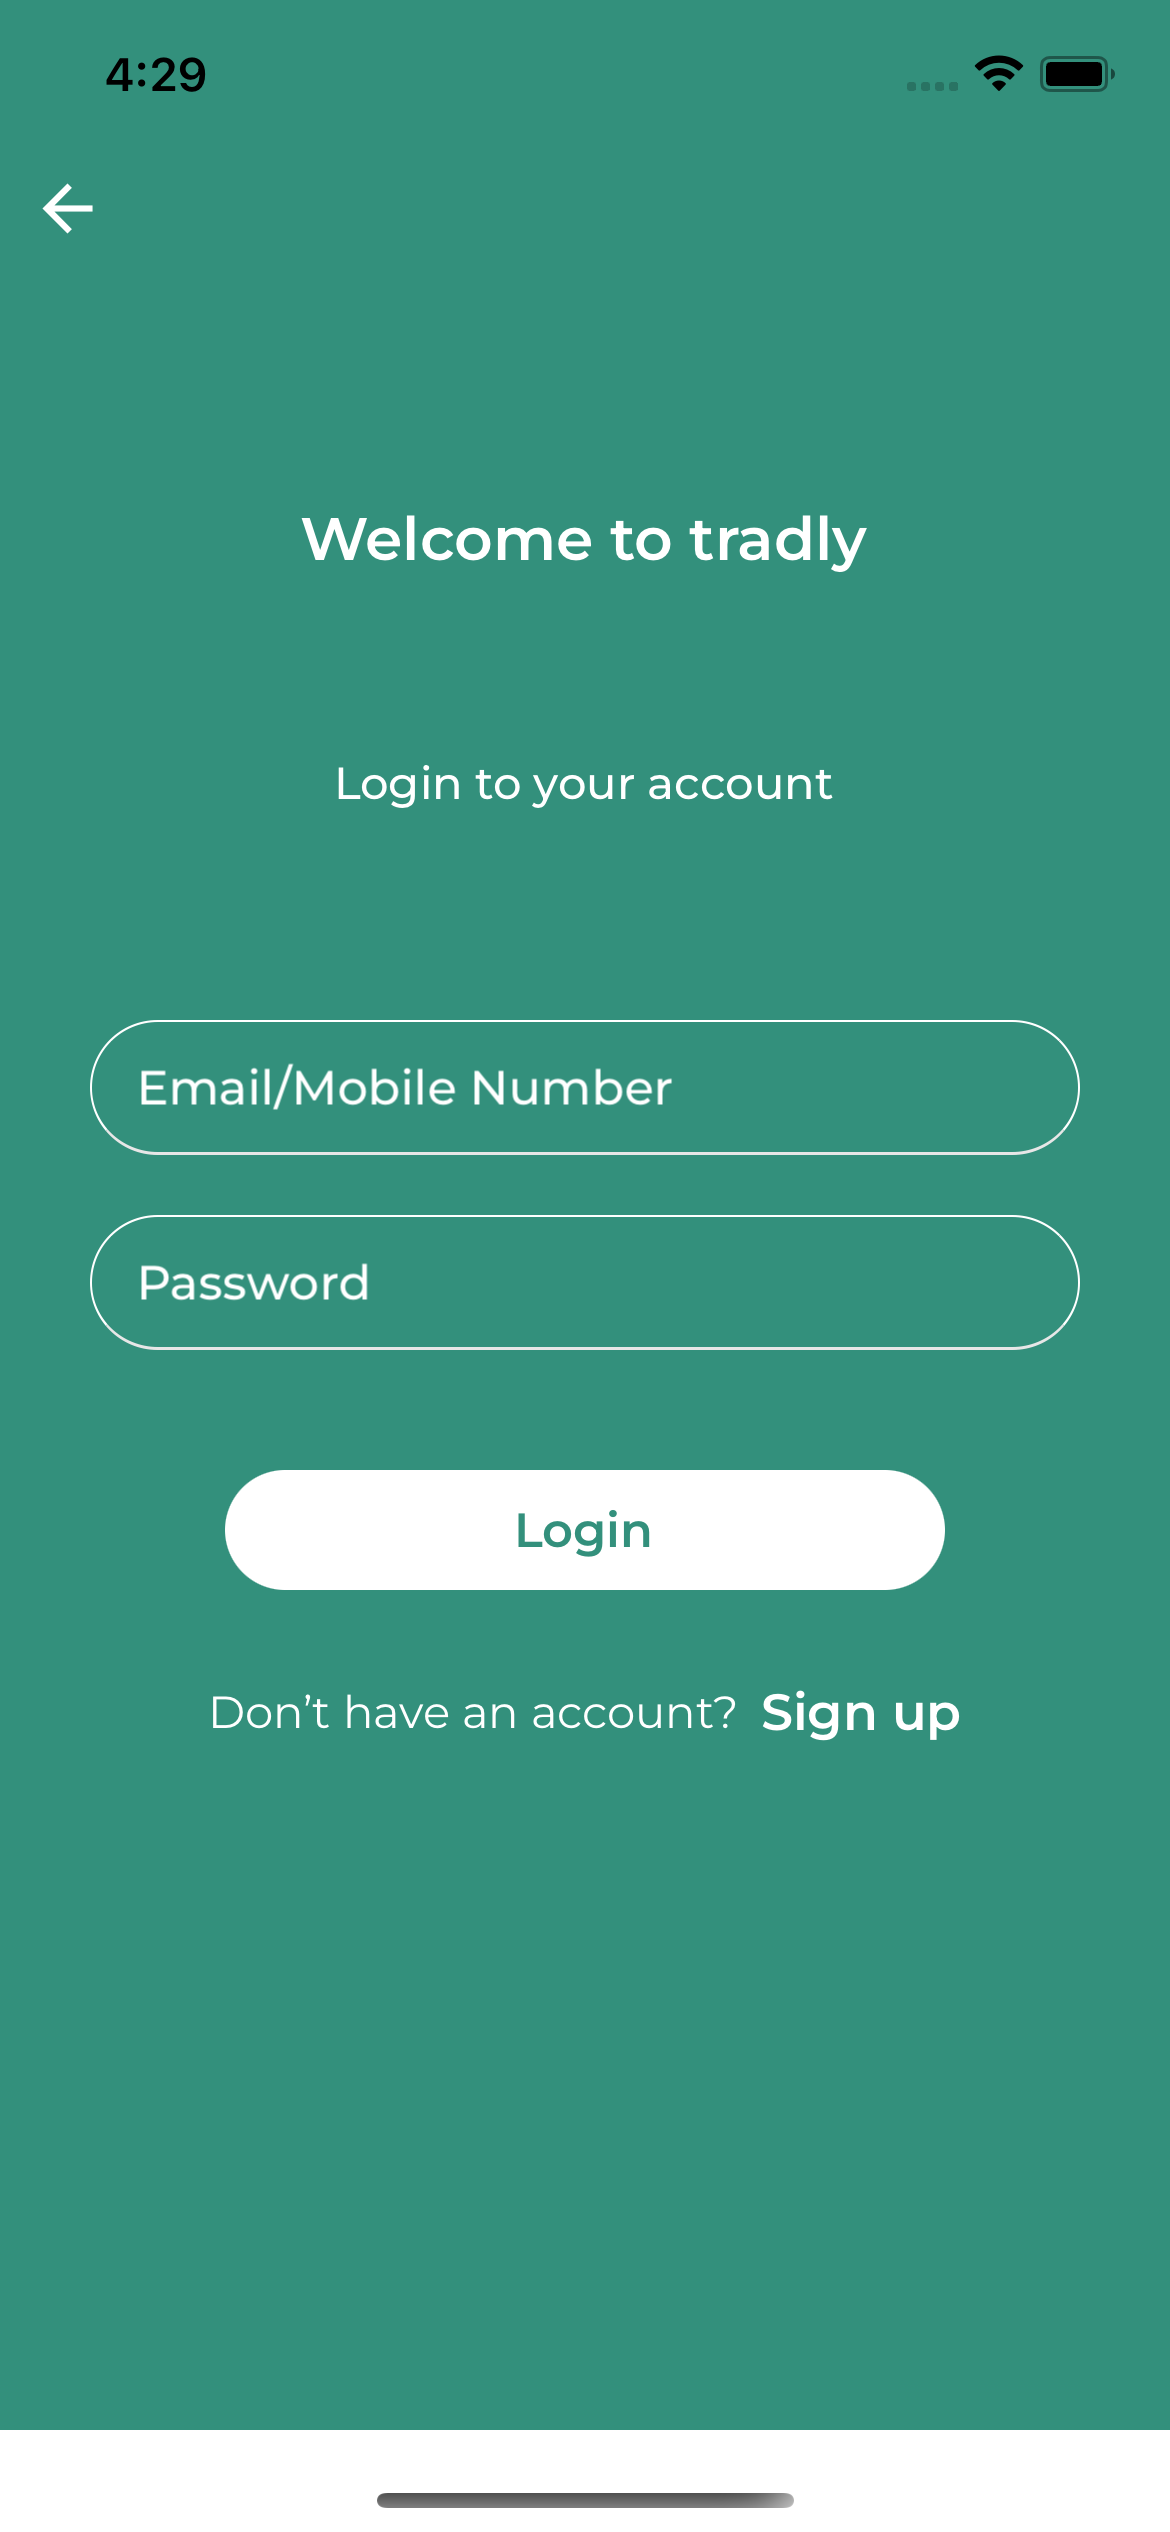 4:29
Welcome to tradly
Login to your account
Email/Mobile Number
Password
Login
Don’t have an account? Sign up